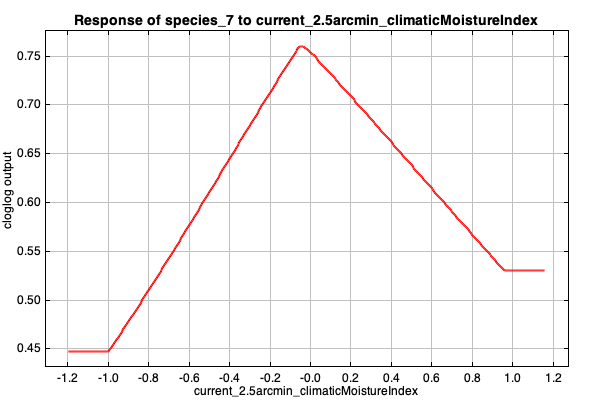 Response of species_7 to current_2.5arcmin_climaticMoistureIndex
0.75
0.70
0.65
0.60
0.55
0.50
0.45
cloglog output
-1.2 -1.0 -0.8 -0.6 -0.4 -0.2 -0.0 0.2 0.4 0.6 0.8 1.0 1.2
current_2.5arcmin_climaticMoistureIndex